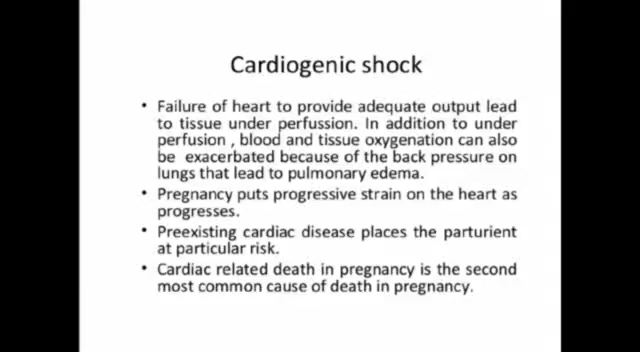 Cardiogenic shock
• Failure of heart to provide adequate output lead
to tissue under perfussion. In addition to under
perfusion , blood and tissue oxygenation can also
be exacerbated because of the back pressure on
lungs that lead to pulmonary edema.
• Pregnancy puts progressive strain on the heart as
progresses.
• Preexisting cardiac disease places the parturient
at particular risk.
• Cardiac related death in pregnancy is the second
most common cause of death in pregnancy.